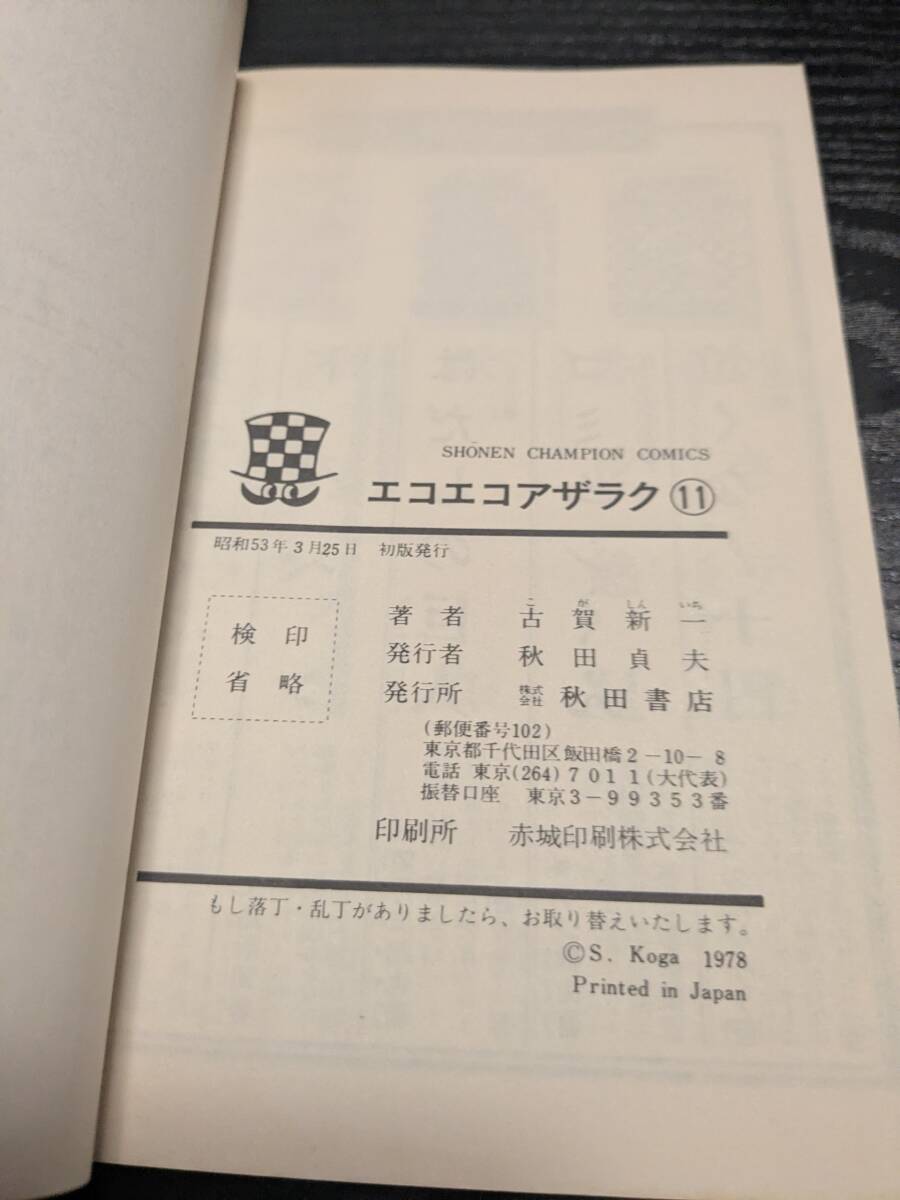 SHŌNEN CHAMPION COMICS
エコエコアザラク ⑪
昭和53年3月25日 初版発行
検印
省略
著者 古賀新一
こ が しん いち
発行者 秋田貞夫
発行所 株式会社 秋田書店
(郵便番号102)
東京都千代田区飯田橋2-10-8
電話 東京(264)7011(大代表)
振替口座 東京3-99353番
印刷所 赤城印刷株式会社
もし落丁・乱丁がありましたら、お取り替えいたします。
©S. Koga 1978
Printed in Japan